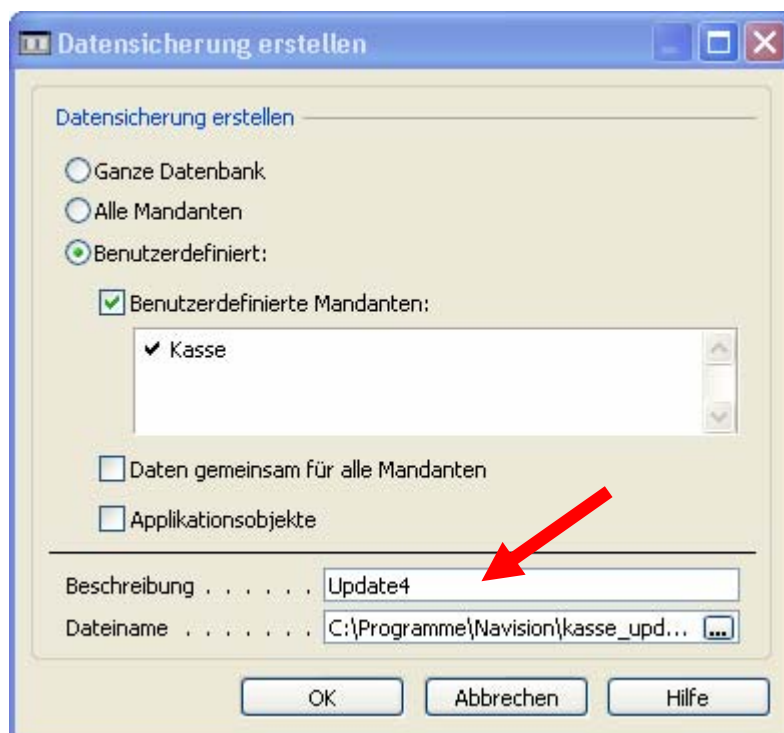 Datensicherung erstellen
Datensicherung erstellen
Ganze Datenbank
Alle Mandanten
Benutzerdefiniert:
Benutzerdefinierte Mandanten:
Kasse
Daten gemeinsam für alle Mandanten
Applikationsobjekte
Beschreibung . . . . . . Update4
Dateiname . . . . . . . C:\Programme\Navision\kasse_upd... ...
OK Abbrechen Hilfe